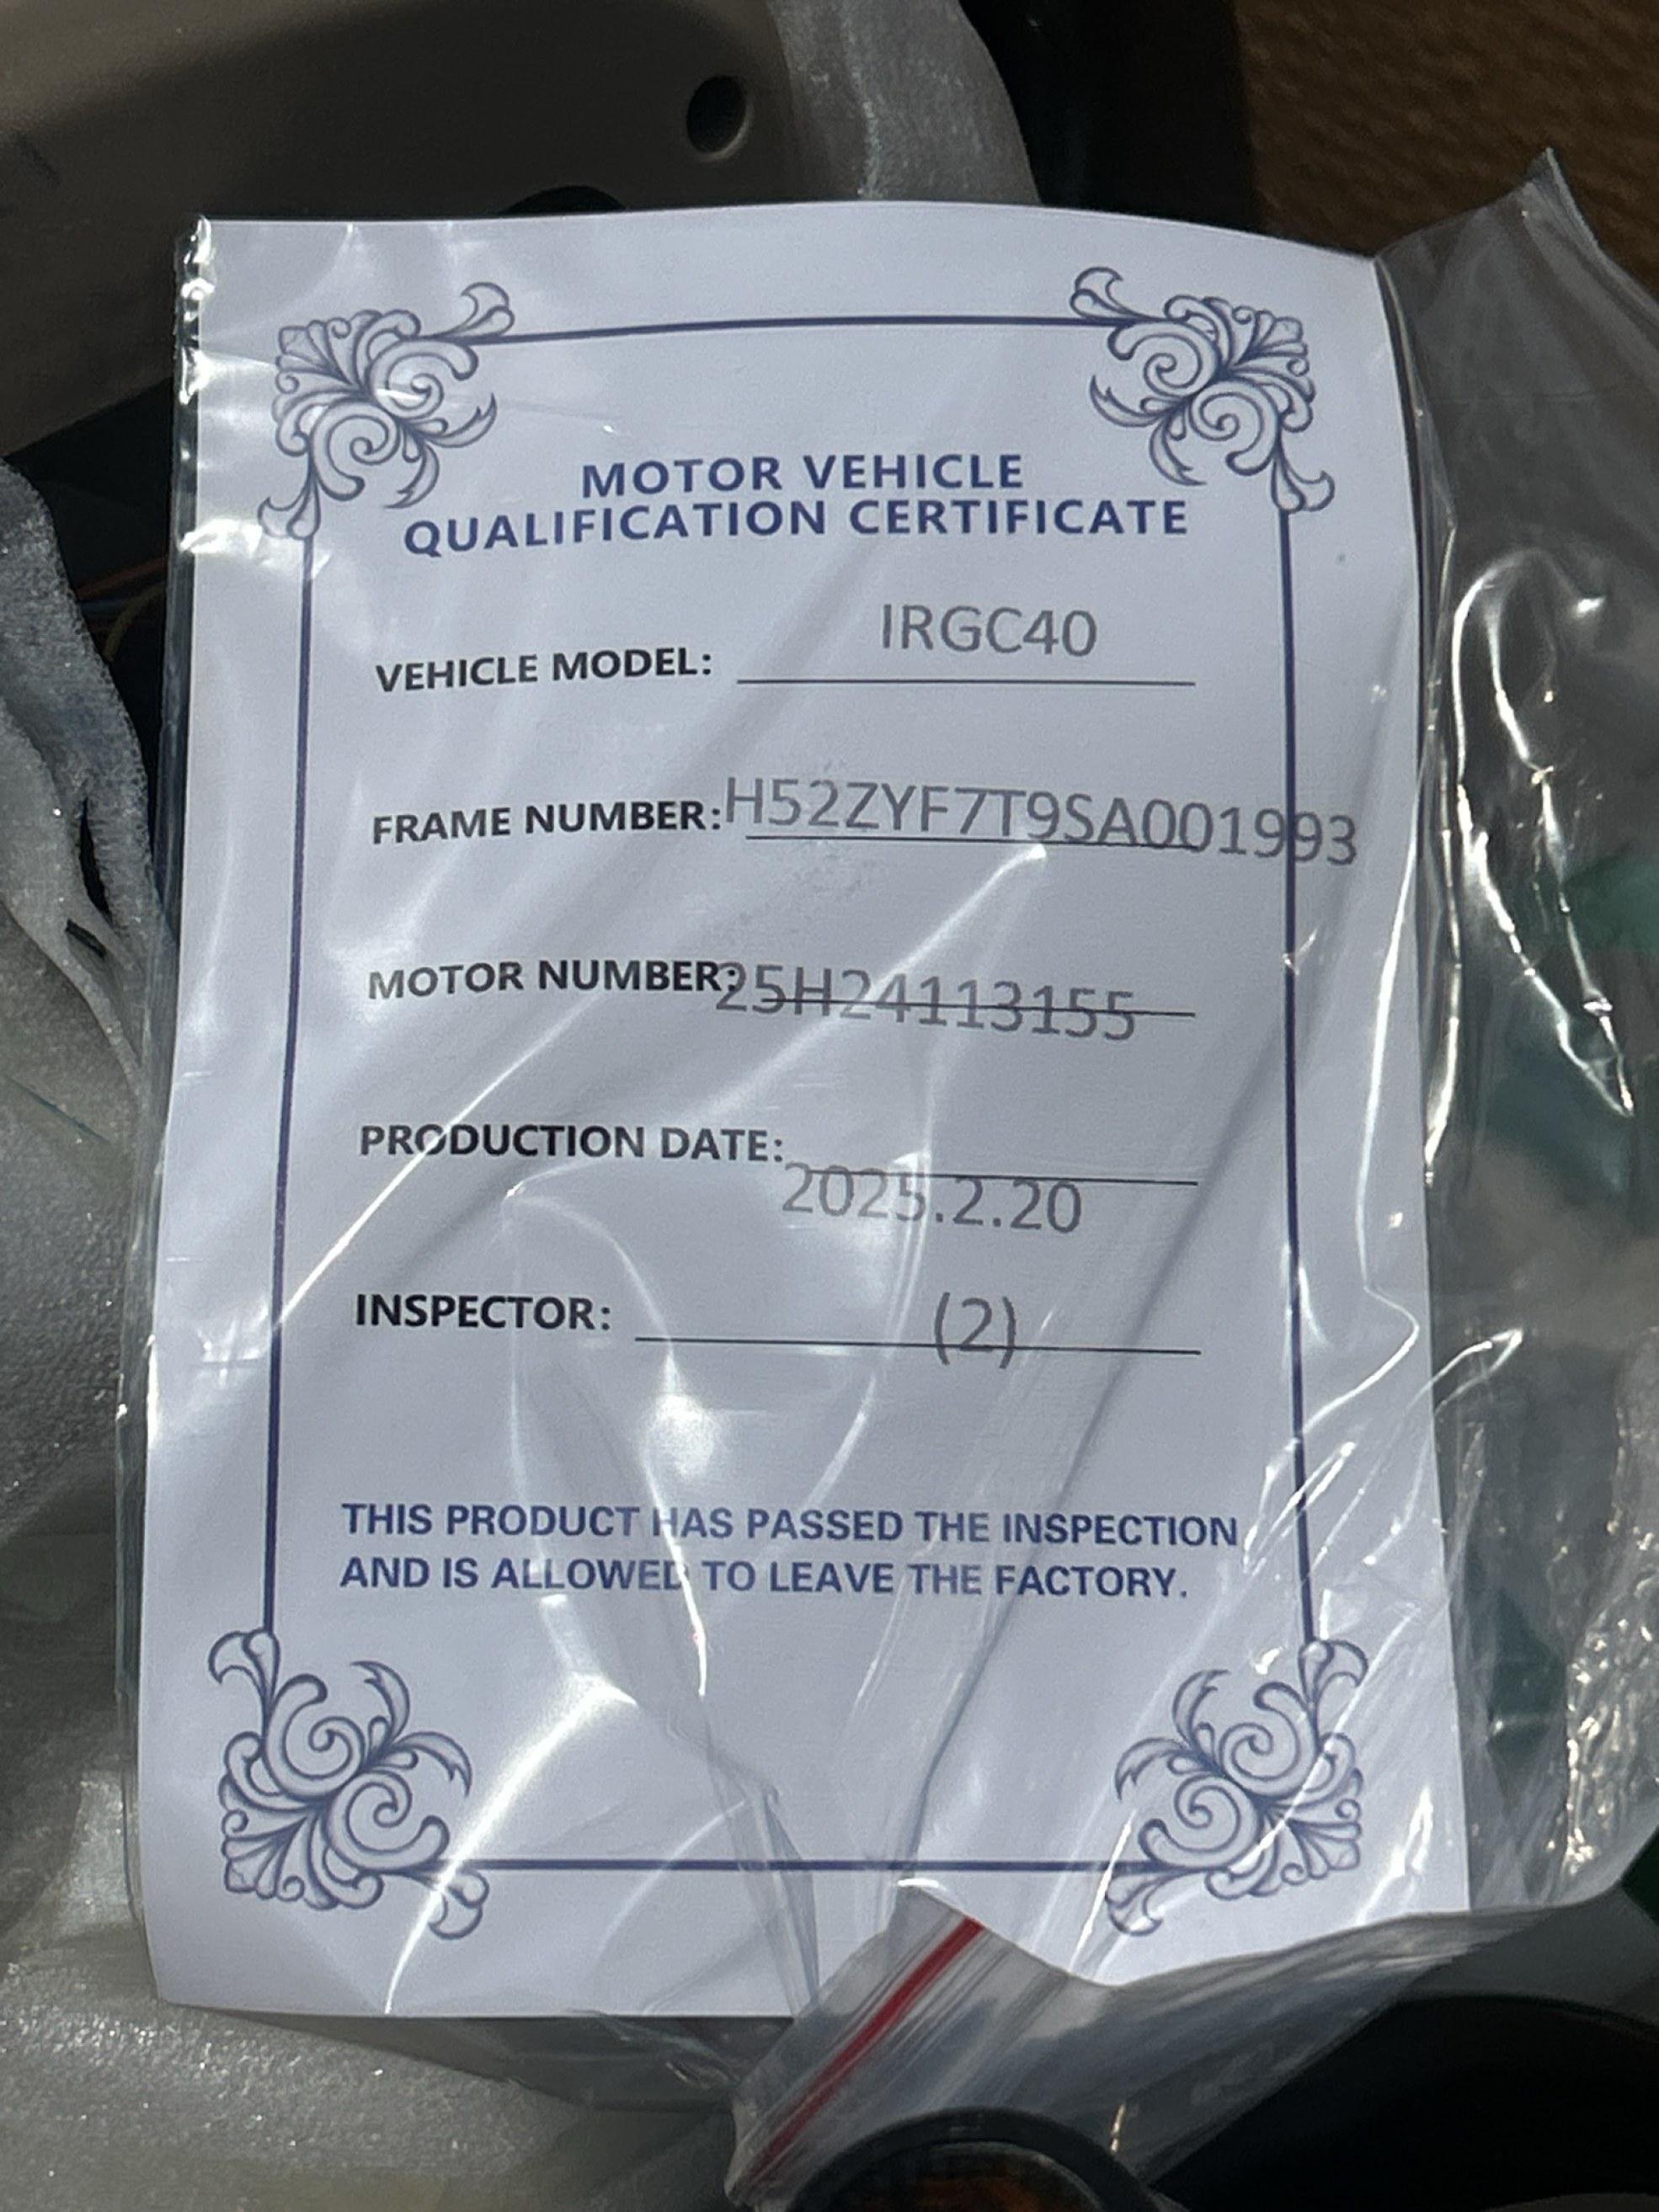 MOTOR VEHICLE
QUALIFICATION CERTIFICATE
VEHICLE MODEL: IRGC40
FRAME NUMBER: H52ZYF7T9SA001993
MOTOR NUMBER: 25H24113155
PRODUCTION DATE: 2025.2.20
INSPECTOR: (2)
THIS PRODUCT HAS PASSED THE INSPECTION
AND IS ALLOWED TO LEAVE THE FACTORY.